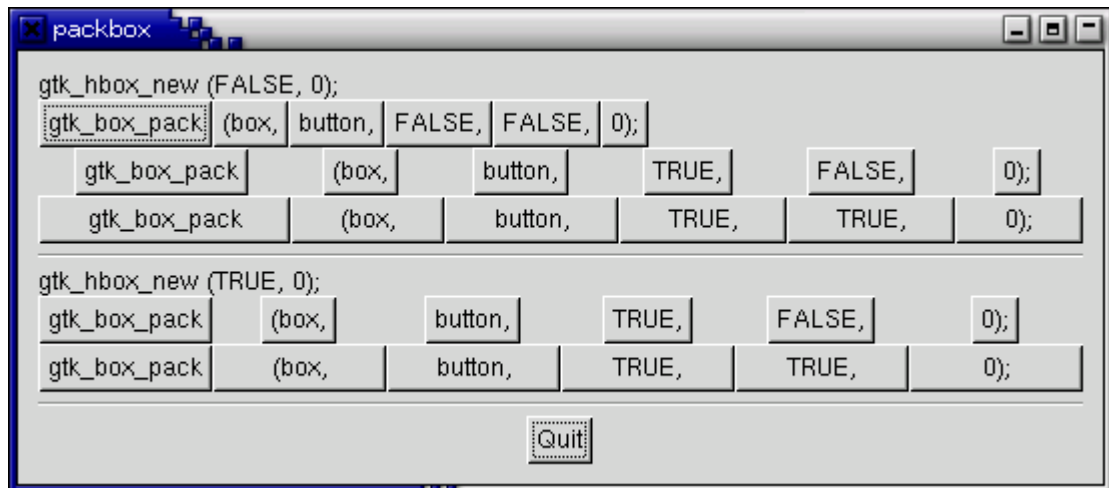 packbox
gtk_hbox_new (FALSE, 0);
gtk_box_pack (box, button, FALSE, FALSE, 0);
gtk_box_pack (box, button, TRUE, FALSE, 0);
gtk_box_pack (box, button, TRUE, TRUE, 0);
gtk_hbox_new (TRUE, 0);
gtk_box_pack (box, button, TRUE, FALSE, 0);
gtk_box_pack (box, button, TRUE, TRUE, 0);
Quit